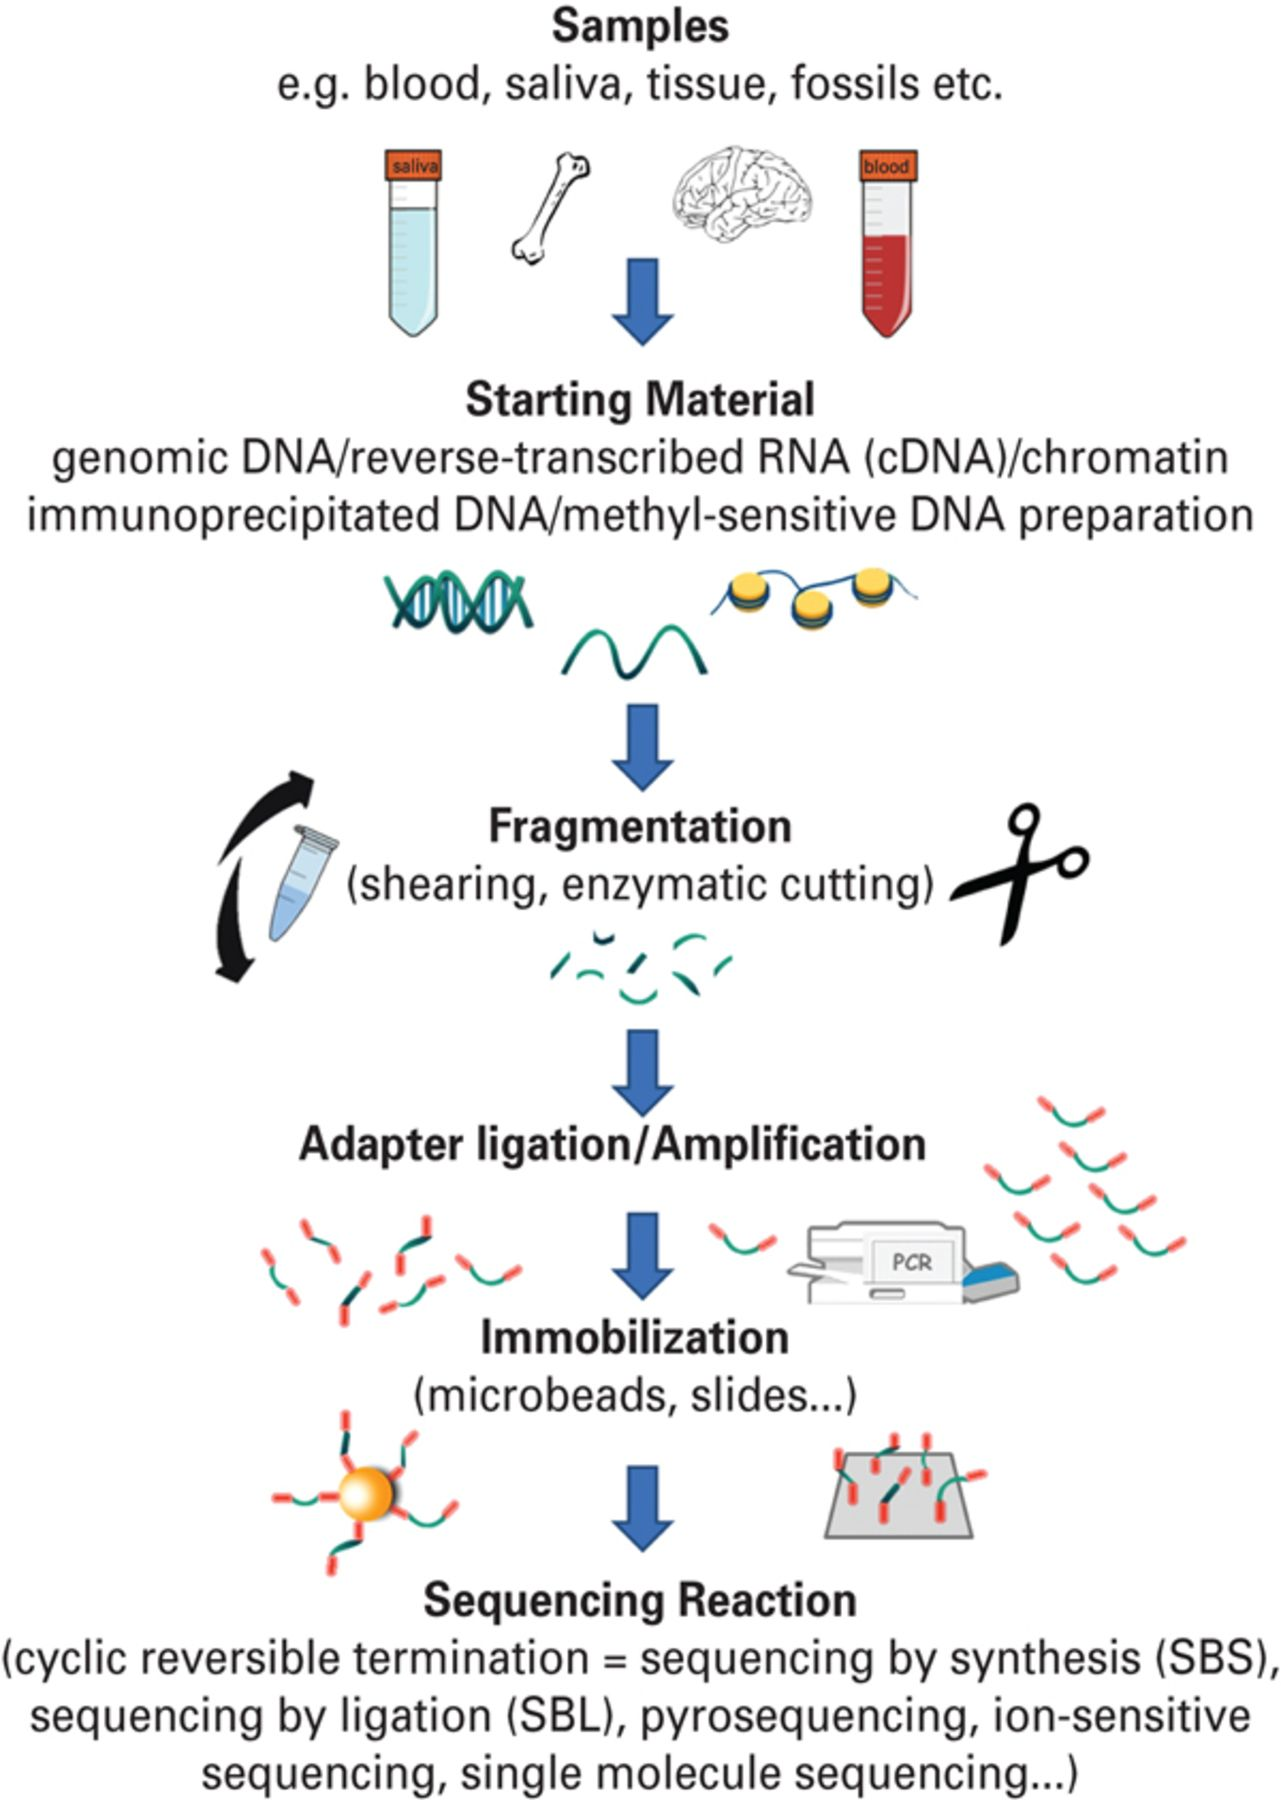 Samples
e.g. blood, saliva, tissue, fossils etc.
saliva
blood
Starting Material
genomic DNA/reverse-transcribed RNA (cDNA)/chromatin
immunoprecipitated DNA/methyl-sensitive DNA preparation
Fragmentation
(shearing, enzymatic cutting)
Adapter ligation/Amplification
PCR
Immobilization
(microbeads, slides...)
Sequencing Reaction
(cyclic reversible termination = sequencing by synthesis (SBS),
sequencing by ligation (SBL), pyrosequencing, ion-sensitive
sequencing, single molecule sequencing...)